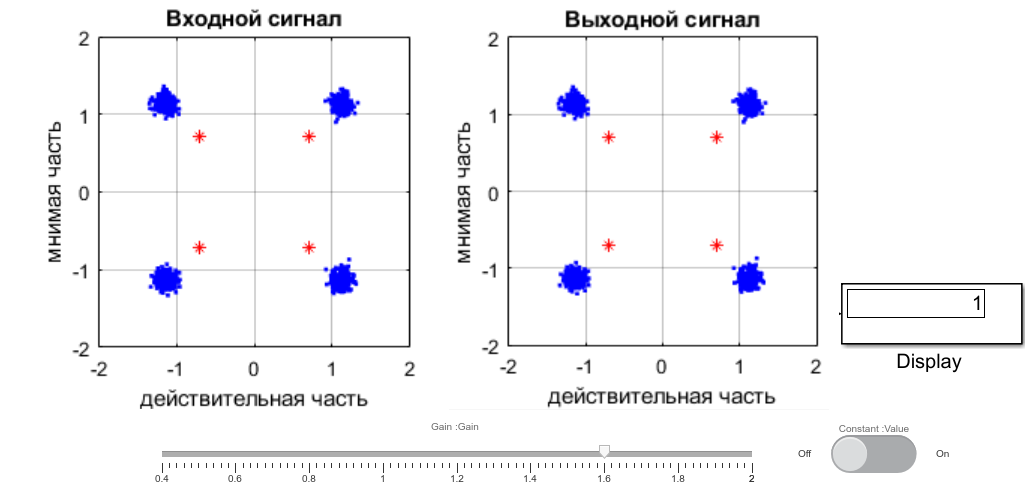 Входной сигнал
2
1
0
-1
-2
-2
-1
0
1
2
мнимая часть
действительная часть
Выходной сигнал
2
1
0
-1
-2
-2
-1
0
1
2
мнимая часть
действительная часть
1
Display
Gain :Gain
0.4
0.6
0.8
1
1.2
1.4
1.6
1.8
2
Constant :Value
Off
On